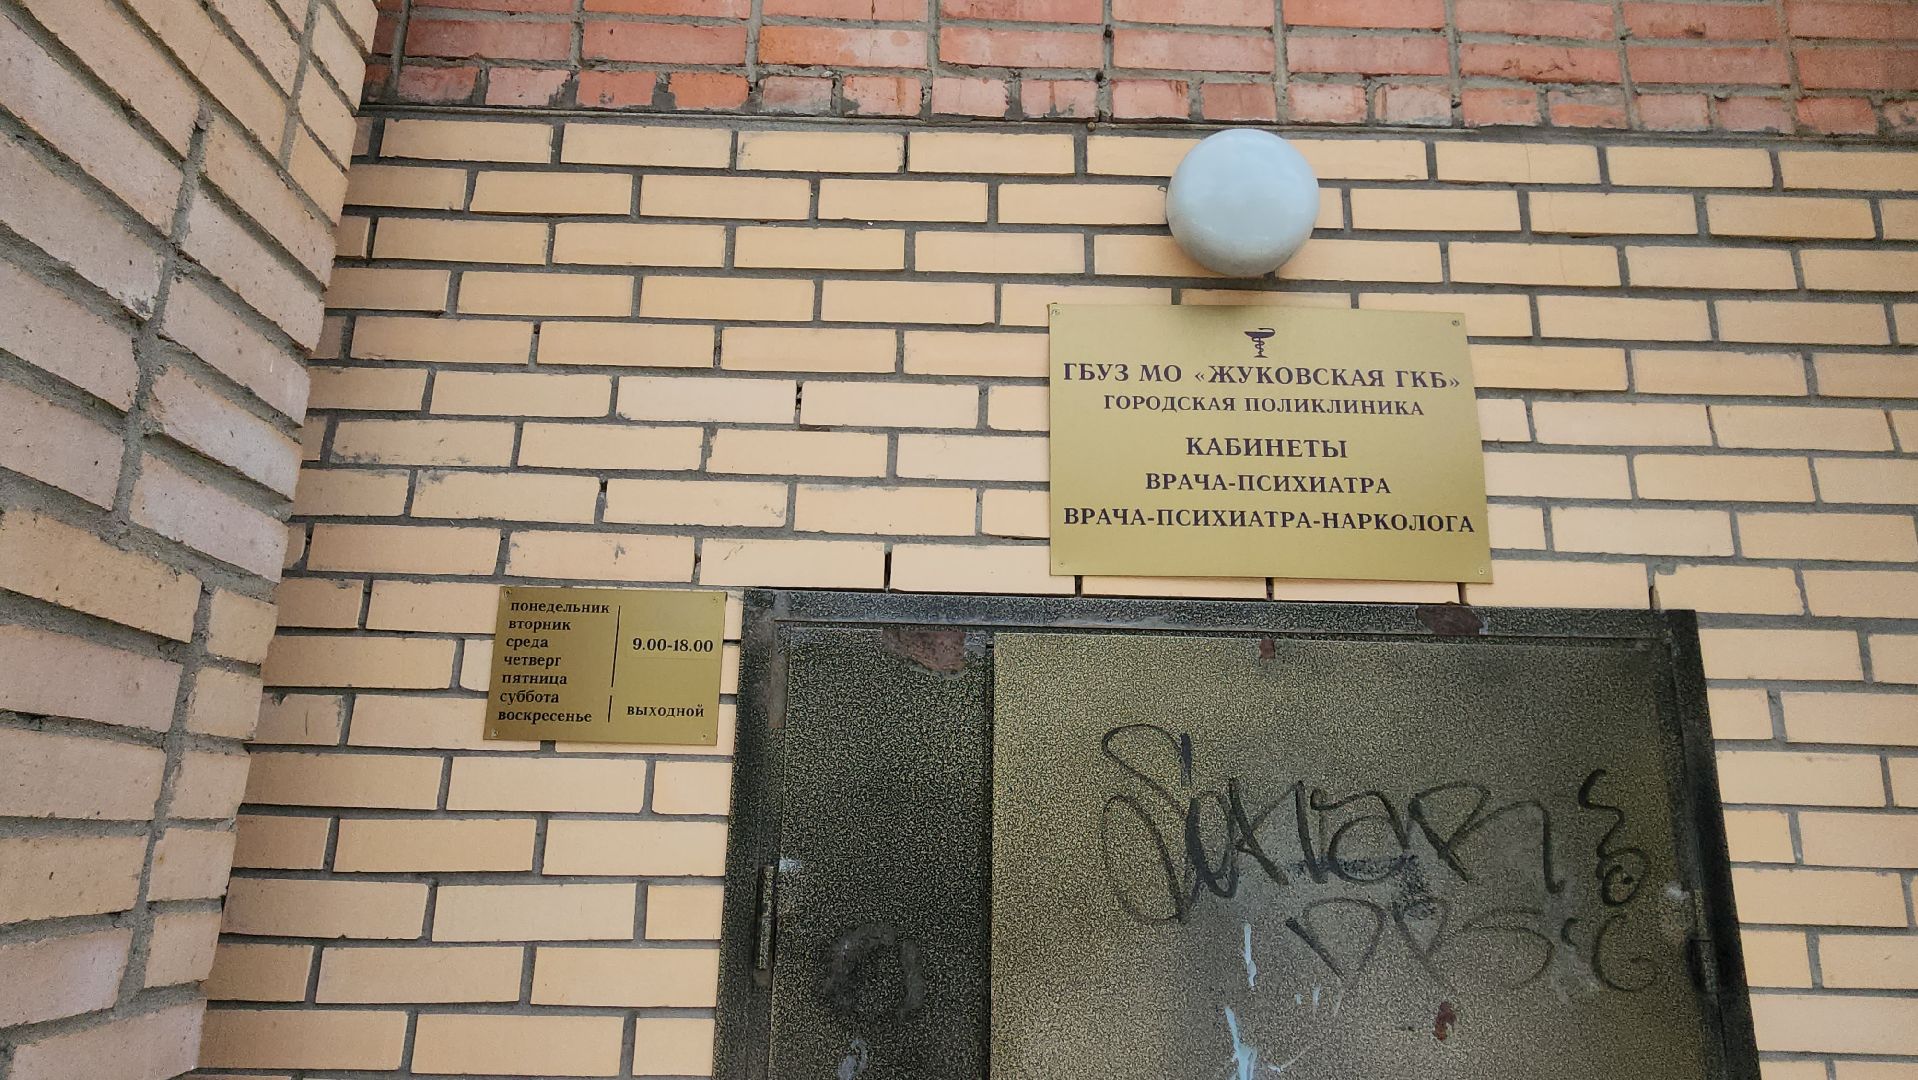 ГБУЗ МО «ЖУКОВСКАЯ ГКБ»
ГОРОДСКАЯ ПОЛИКЛИНИКА
КАБИНЕТЫ
ВРАЧА-ПСИХИАТРА
ВРАЧА-ПСИХИАТРА-НАРКОЛОГА
понедельник
вторник
среда
четверг
пятница
9.00-18.00
суббота
воскресенье
выходной